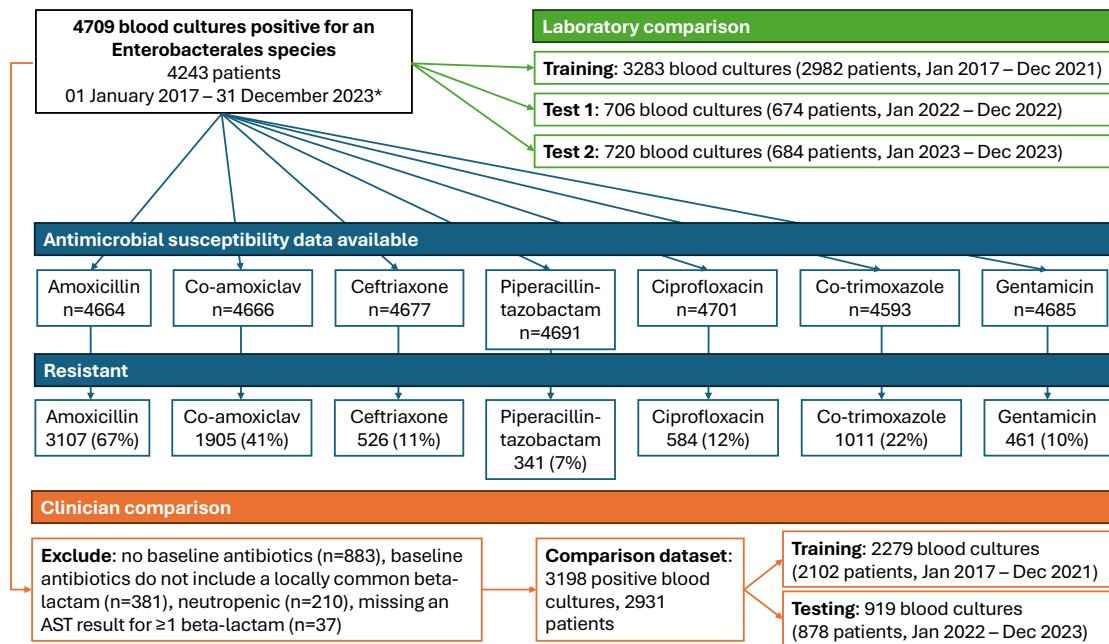 4709 blood cultures positive for an
Enterobacterales species
4243 patients
01 January 2017 – 31 December 2023*
Laboratory comparison
Training: 3283 blood cultures (2982 patients, Jan 2017 – Dec 2021)
Test 1: 706 blood cultures (674 patients, Jan 2022 – Dec 2022)
Test 2: 720 blood cultures (684 patients, Jan 2023 – Dec 2023)
Antimicrobial susceptibility data available
Amoxicillin
n=4664
Co-amoxiclav
n=4666
Ceftriaxone
n=4677
Piperacillin-
tazobactam
n=4691
Ciprofloxacin
n=4701
Co-trimoxazole
n=4593
Gentamicin
n=4685
Resistant
Amoxicillin
3107 (67%)
Co-amoxiclav
1905 (41%)
Ceftriaxone
526 (11%)
Piperacillin-
tazobactam
341 (7%)
Ciprofloxacin
584 (12%)
Co-trimoxazole
1011 (22%)
Gentamicin
461 (10%)
Clinician comparison
Exclude: no baseline antibiotics (n=883), baseline
antibiotics do not include a locally common beta-
lactam (n=381), neutropenic (n=210), missing an
AST result for ≥1 beta-lactam (n=37)
Comparison dataset:
3198 positive blood
cultures, 2931
patients
Training: 2279 blood cultures
(2102 patients, Jan 2017 – Dec 2021)
Testing: 919 blood cultures
(878 patients, Jan 2022 – Dec 2023)